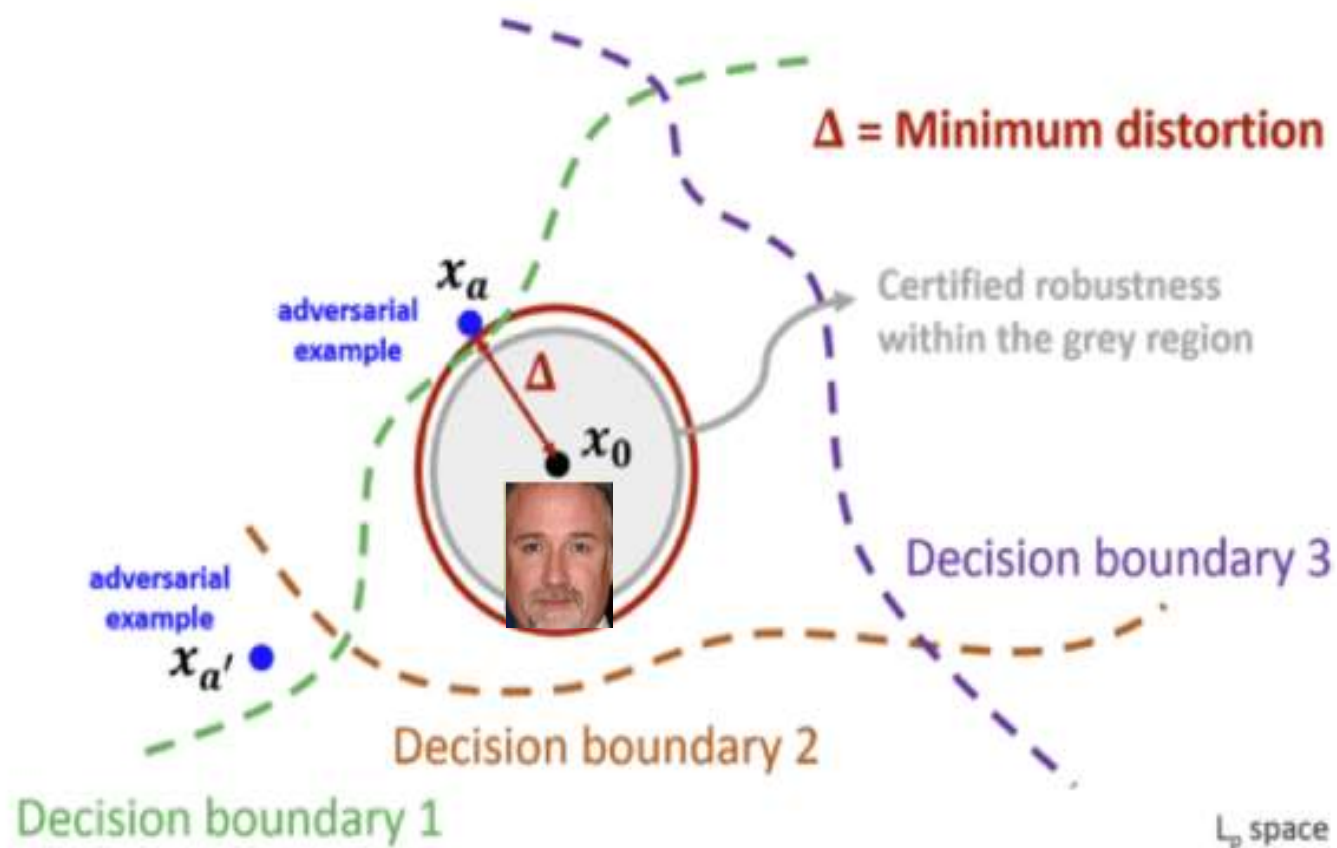 Δ = Minimum distortion
x_a
adversarial
example
Δ
Certified robustness
within the grey region
x_0
Decision boundary 3
adversarial
example
x_a'
Decision boundary 2
Decision boundary 1
L_p space